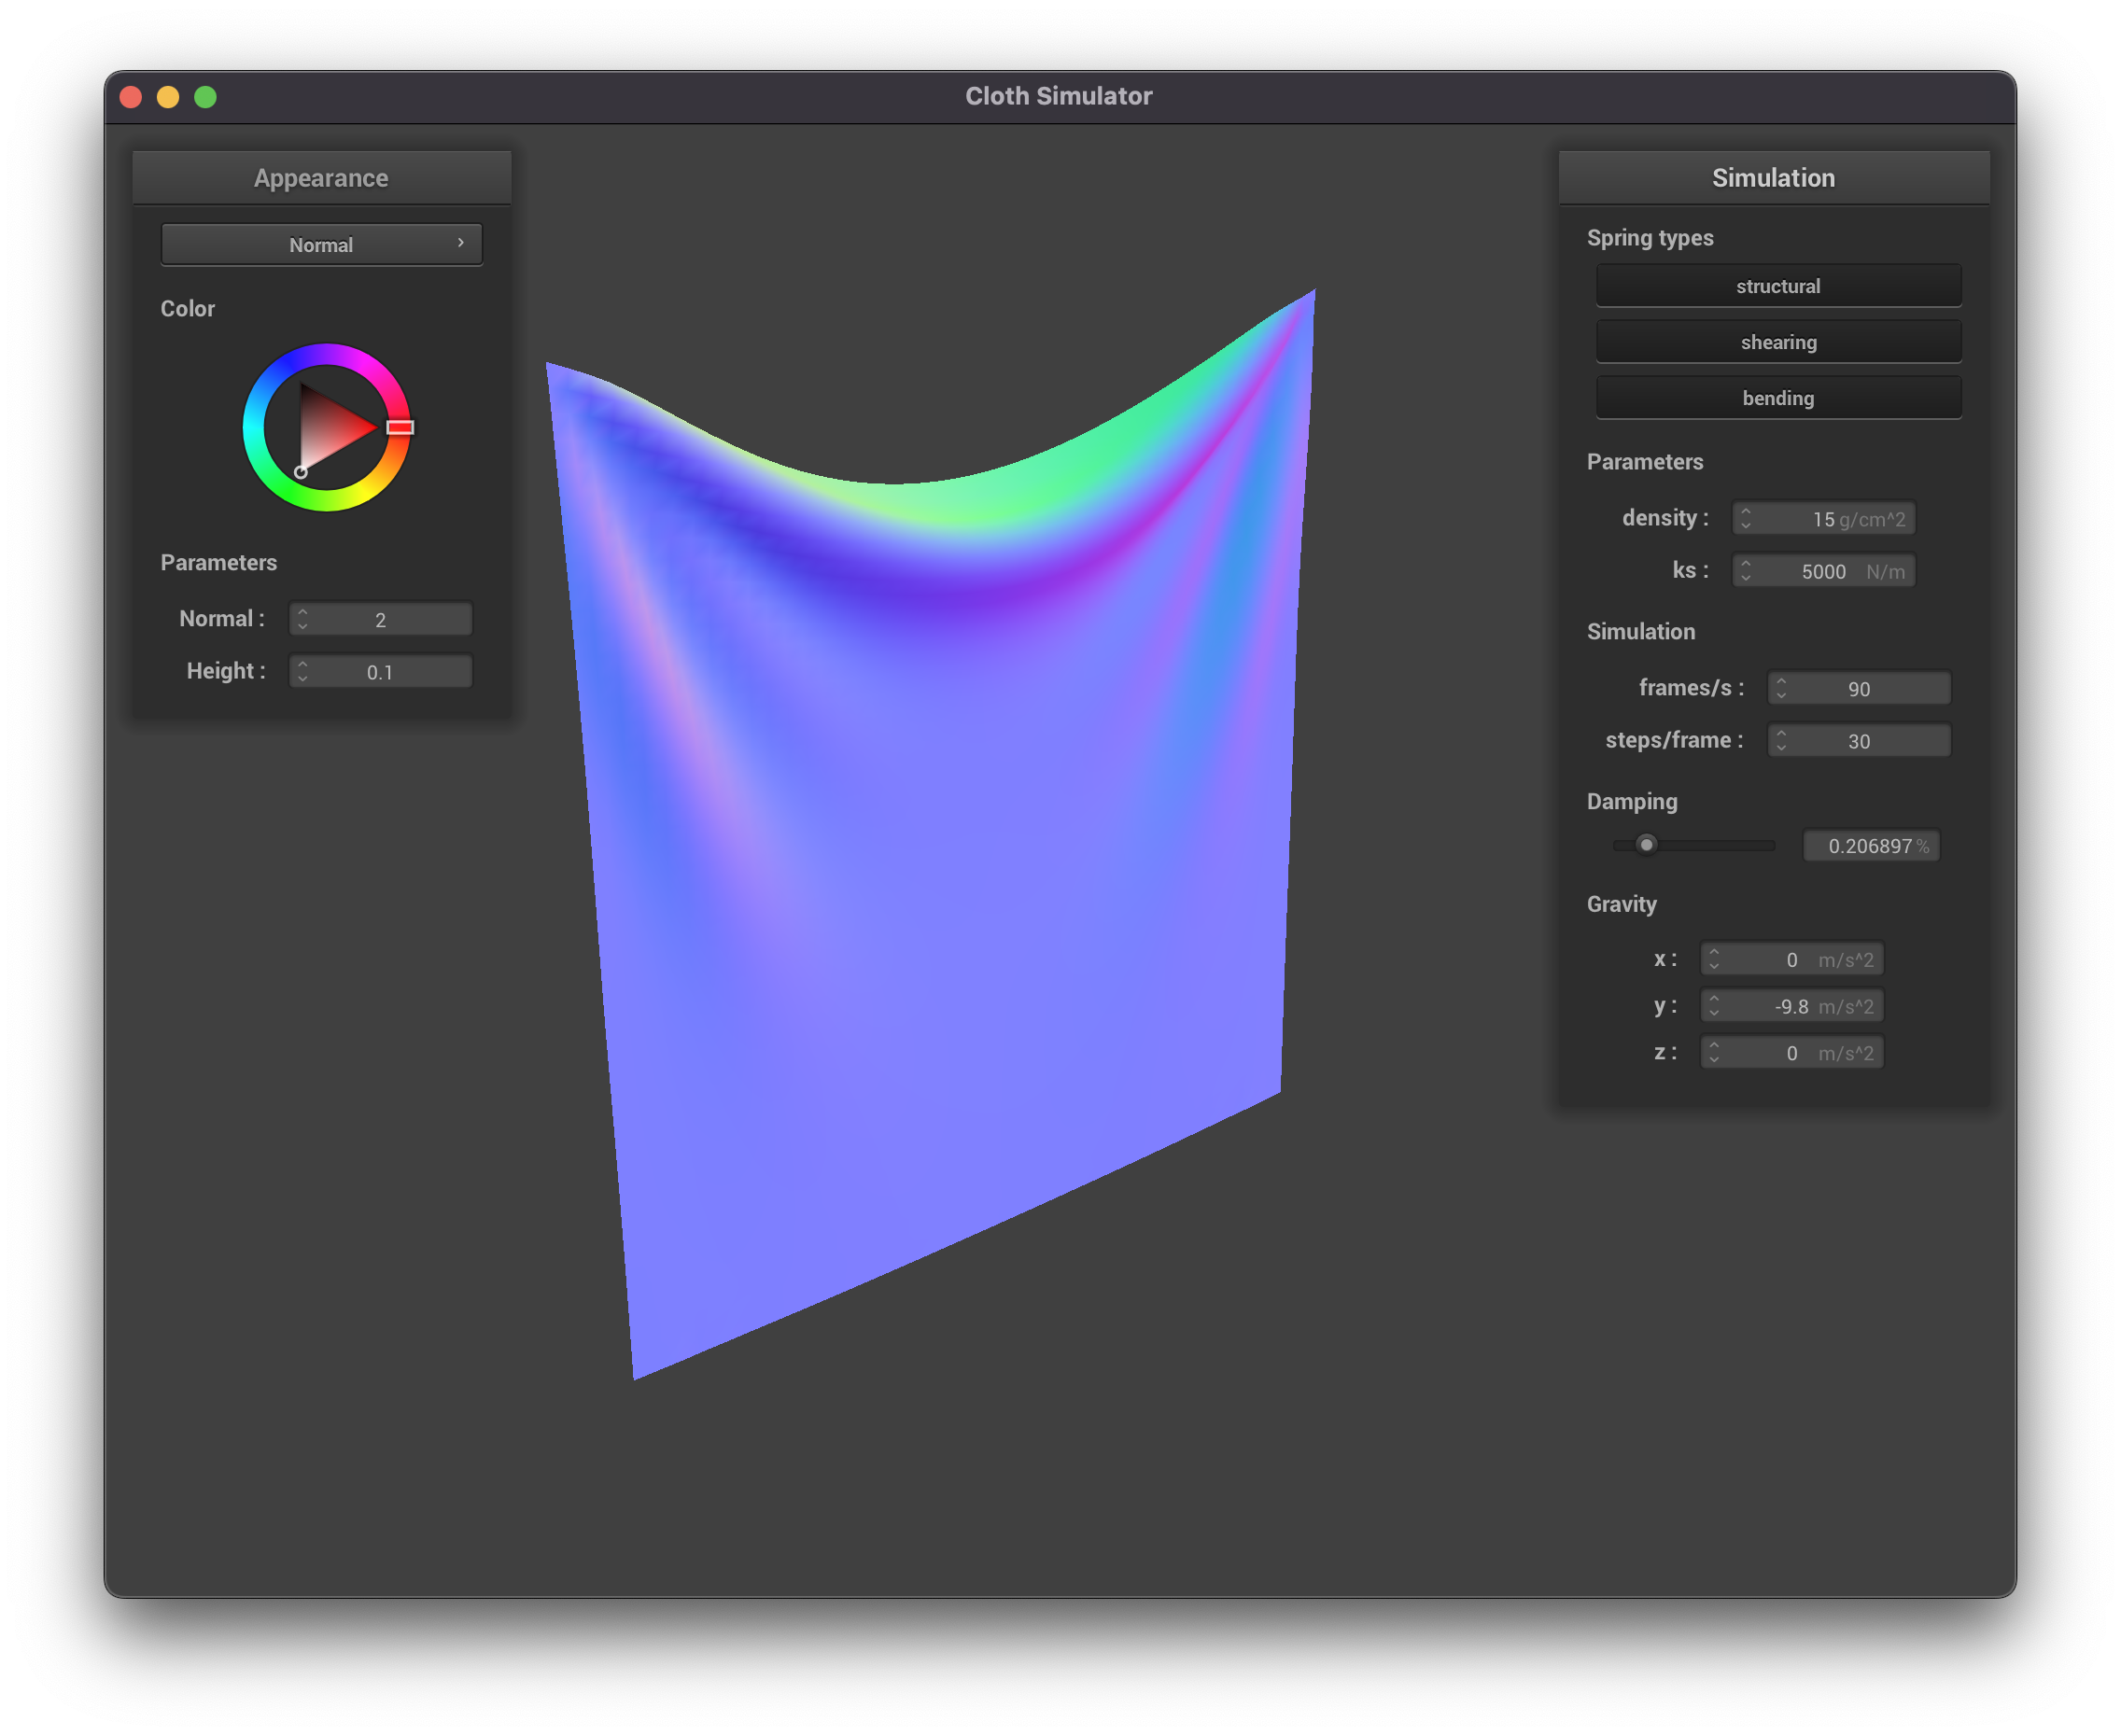 Cloth Simulator
Appearance
Normal
Color
Parameters
Normal : 2
Height : 0.1
Simulation
Spring types
structural
shearing
bending
Parameters
density : 15 g/cm^2
ks : 5000 N/m
Simulation
frames/s : 90
steps/frame : 30
Damping
0.206897 %
Gravity
x : 0 m/s^2
y : -9.8 m/s^2
z : 0 m/s^2